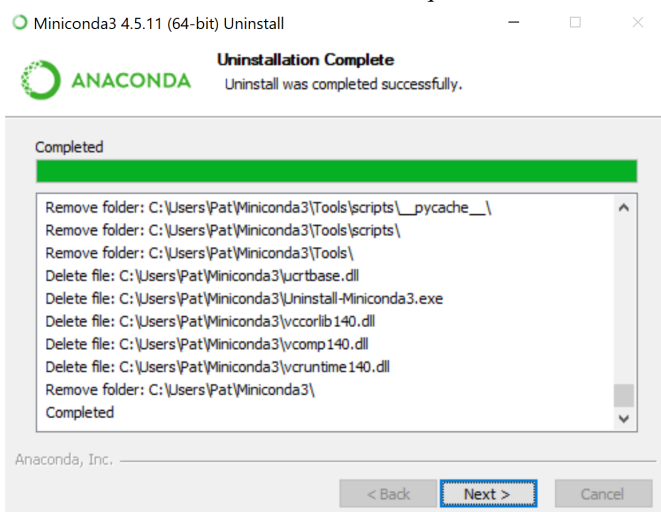 Miniconda3 4.5.11 (64-bit) Uninstall
ANACONDA
Uninstallation Complete
Uninstall was completed successfully.
Completed
Remove folder: C:\Users\Pat\Miniconda3\Tools\scripts\__pycache__\
Remove folder: C:\Users\Pat\Miniconda3\Tools\scripts\
Remove folder: C:\Users\Pat\Miniconda3\Tools\
Delete file: C:\Users\Pat\Miniconda3\ucrtbase.dll
Delete file: C:\Users\Pat\Miniconda3\Uninstall-Miniconda3.exe
Delete file: C:\Users\Pat\Miniconda3\vccorlib140.dll
Delete file: C:\Users\Pat\Miniconda3\vcomp140.dll
Delete file: C:\Users\Pat\Miniconda3\vcruntime140.dll
Remove folder: C:\Users\Pat\Miniconda3\
Completed
Anaconda, Inc.
< Back Next > Cancel